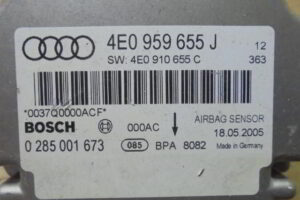 4E0 959 655 J 12
SW: 4E0 910 655 C 363
*0037Q0000ACF*
BOSCH 000AC AIRBAG SENSOR
18.05.2005
0 285 001 673 085 BPA 8082 Made in Germany